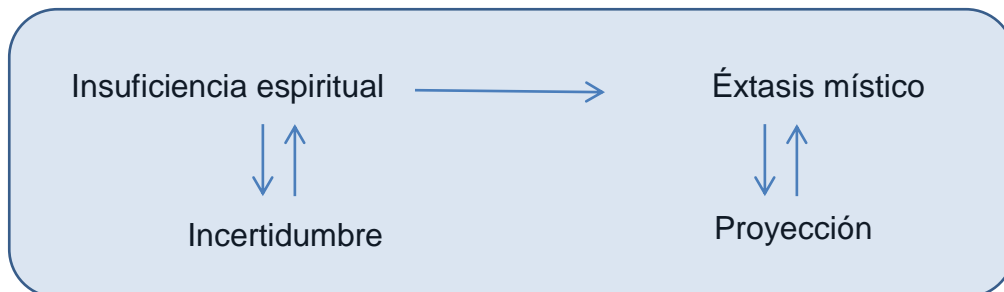 Insuficiencia espiritual Éxtasis místico
Incertidumbre Proyección